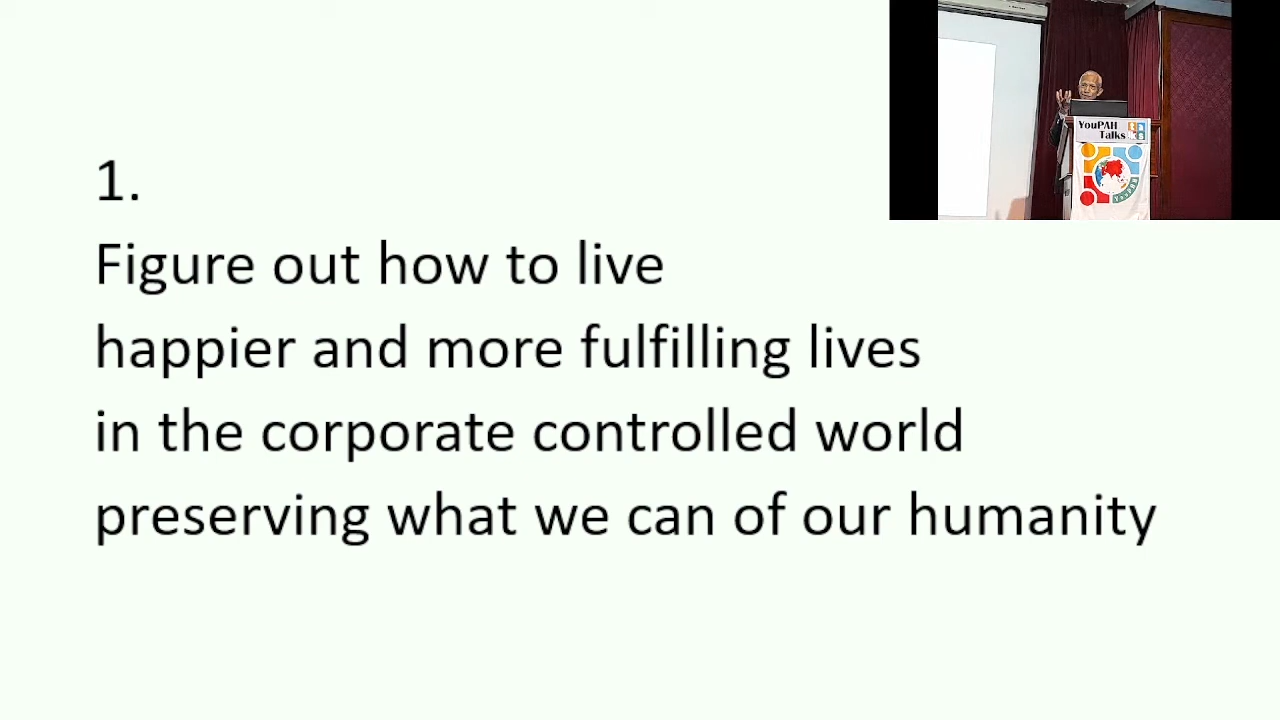 1.
Figure out how to live
happier and more fulfilling lives
in the corporate controlled world
preserving what we can of our humanity
YouPAH
Talks
YouPAH